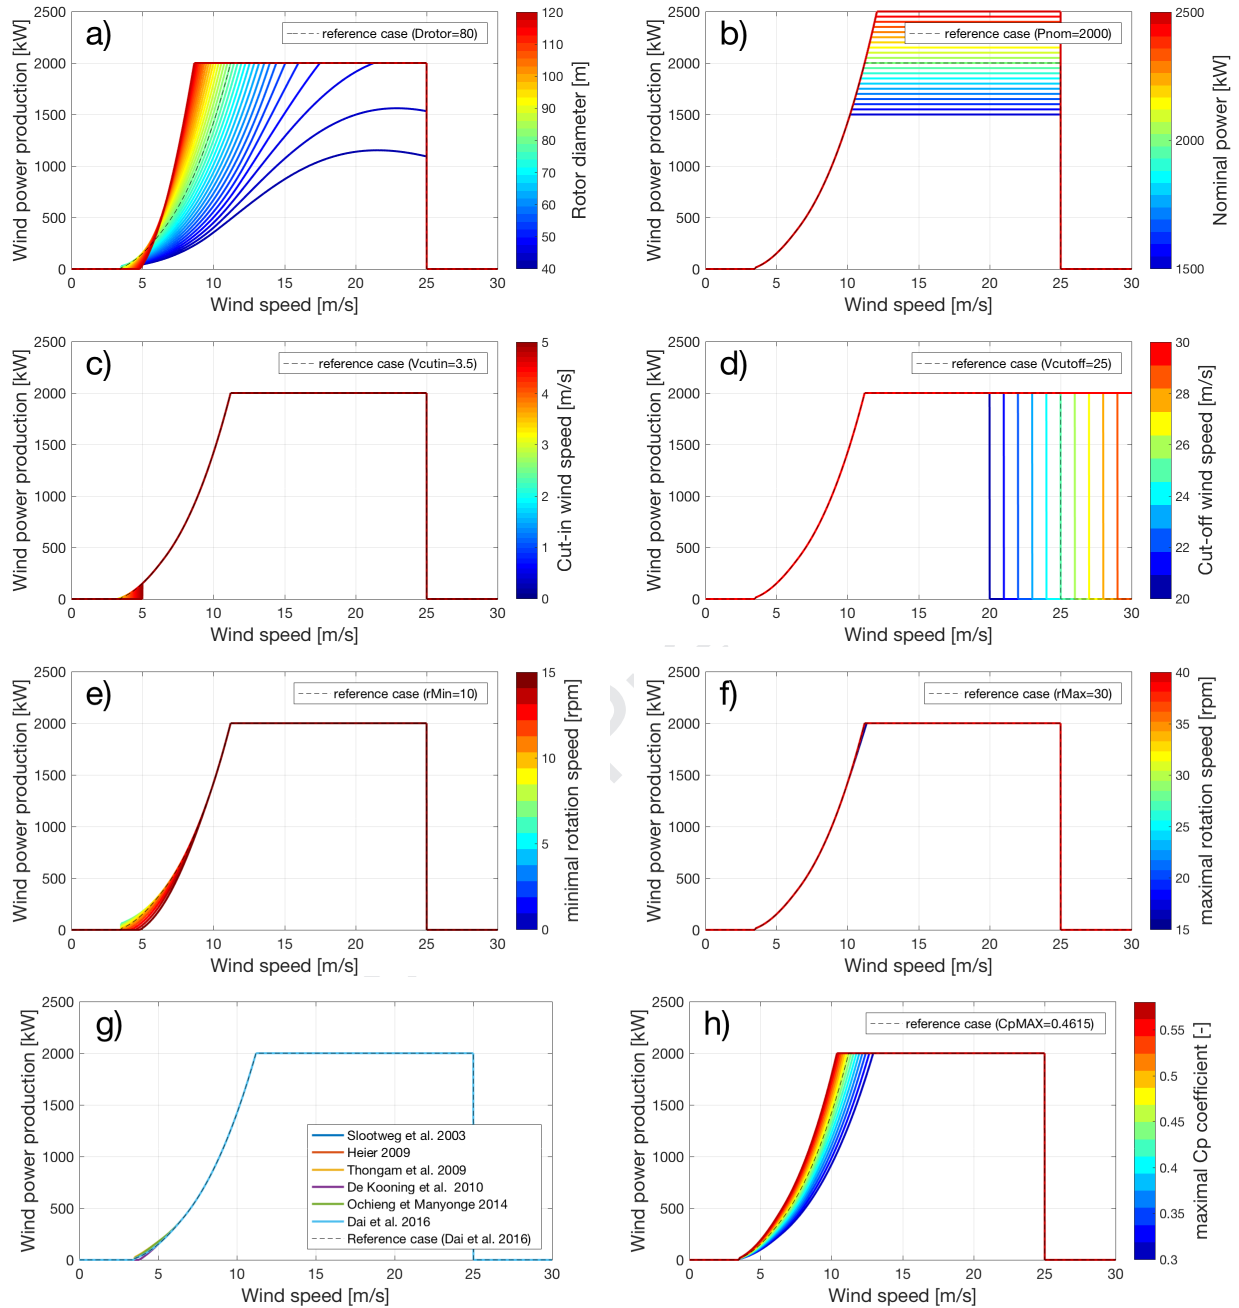 a)
reference case (Drotor=80)
Wind power production [kW]
2500
2000
1500
1000
500
0
0 5 10 15 20 25 30
Wind speed [m/s]
120
110
100
90
80
70
60
50
40
Rotor diameter [m]
b)
reference case (Pnom=2000)
Wind power production [kW]
2500
2000
1500
1000
500
0
0 5 10 15 20 25 30
Wind speed [m/s]
2500
2000
1500
Nominal power [kW]
c)
reference case (Vcutin=3.5)
Wind power production [kW]
2500
2000
1500
1000
500
0
0 5 10 15 20 25 30
Wind speed [m/s]
5
4
3
2
1
0
Cut-in wind speed [m/s]
d)
reference case (Vcutoff=25)
Wind power production [kW]
2500
2000
1500
1000
500
0
0 5 10 15 20 25 30
Wind speed [m/s]
30
28
26
24
22
20
Cut-off wind speed [m/s]
e)
reference case (rMin=10)
Wind power production [kW]
2500
2000
1500
1000
500
0
0 5 10 15 20 25 30
Wind speed [m/s]
15
10
5
0
minimal rotation speed [rpm]
f)
reference case (rMax=30)
Wind power production [kW]
2500
2000
1500
1000
500
0
0 5 10 15 20 25 30
Wind speed [m/s]
40
35
30
25
20
15
maximal rotation speed [rpm]
g)
Wind power production [kW]
2500
2000
1500
1000
500
0
Slootweg et al. 2003
Heier 2009
Thongam et al. 2009
De Kooning et al. 2010
Ochieng et Manyonge 2014
Dai et al. 2016
Reference case (Dai et al. 2016)
0 5 10 15 20 25 30
Wind speed [m/s]
h)
reference case (CpMAX=0.4615)
Wind power production [kW]
2500
2000
1500
1000
500
0
0 5 10 15 20 25 30
Wind speed [m/s]
0.55
0.5
0.45
0.4
0.35
0.3
maximal Cp coefficient [-]